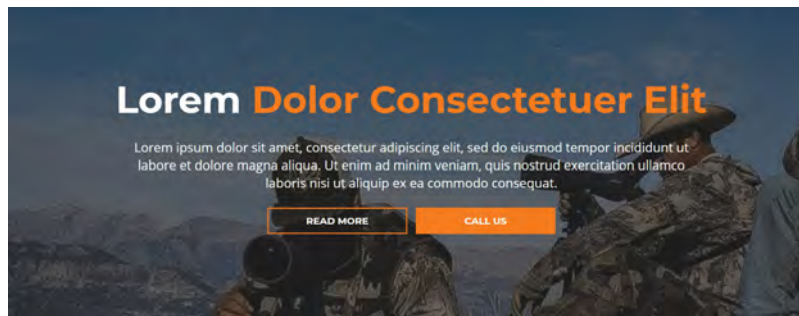 Lorem Dolor Consectetuer Elit
Lorem ipsum dolor sit amet, consectetur adipiscing elit, sed do eiusmod tempor incididunt ut
labore et dolore magna aliqua. Ut enim ad minim veniam, quis nostrud exercitation ullamco
laboris nisi ut aliquip ex ea commodo consequat.
READ MORE
CALL US